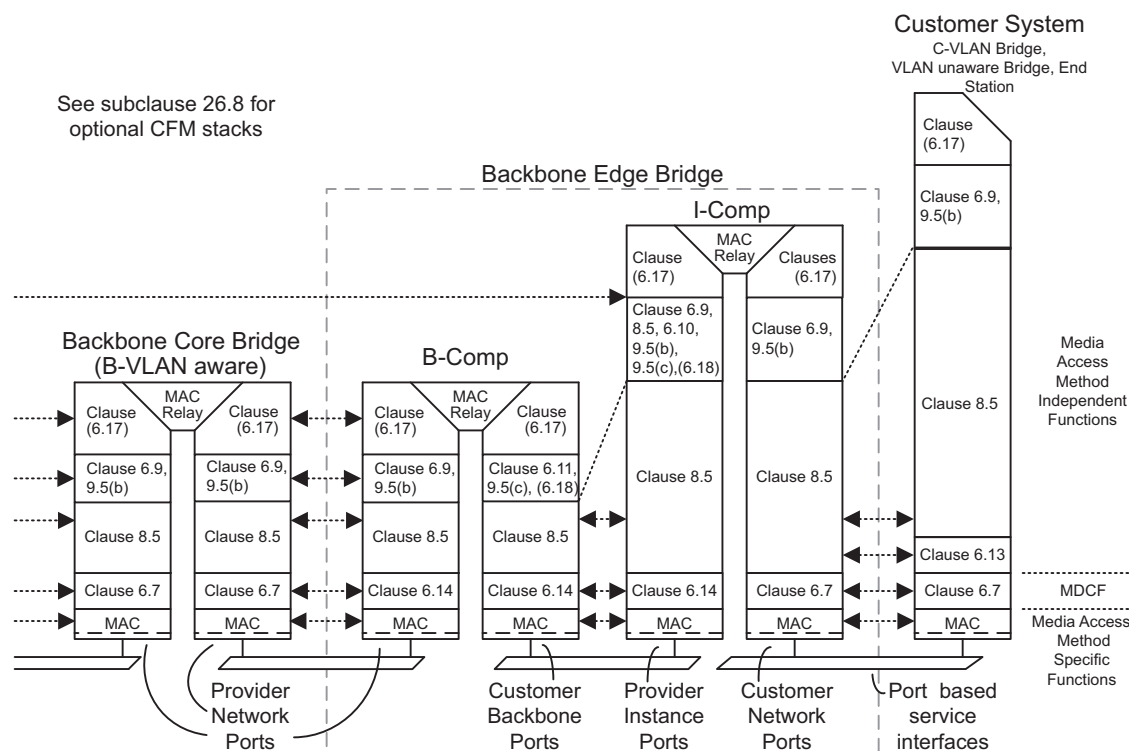 Customer System
C-VLAN Bridge,
VLAN unaware Bridge, End
Station
See subclause 26.8 for
optional CFM stacks
Clause
(6.17)
Backbone Edge Bridge
Clause 6.9,
9.5(b)
I-Comp
MAC
Relay
Clause
(6.17)
Clauses
(6.17)
Clause 6.9,
8.5, 6.10,
9.5(b),
9.5(c),(6.18)
Clause 6.9,
9.5(b)
Backbone Core Bridge
(B-VLAN aware)
B-Comp
Media
Access
Method
Independent
Functions
MAC
Relay
Clause
(6.17)
Clause
(6.17)
MAC
Relay
Clause
(6.17)
Clause
(6.17)
Clause 8.5
Clause 6.9,
9.5(b)
Clause 6.9,
9.5(b)
Clause 6.9,
9.5(b)
Clause 6.11,
9.5(c), (6.18)
Clause 8.5
Clause 8.5
Clause 8.5
Clause 8.5
Clause 8.5
Clause 8.5
Clause 6.13
Clause 6.7
Clause 6.7
Clause 6.14
Clause 6.14
Clause 6.14
Clause 6.7
Clause 6.7
MDCF
MAC
MAC
MAC
MAC
MAC
MAC
MAC
Media Access
Method
Specific
Functions
Provider
Network
Ports
Customer
Backbone
Ports
Provider
Instance
Ports
Customer
Network
Ports
Port based
service
interfaces